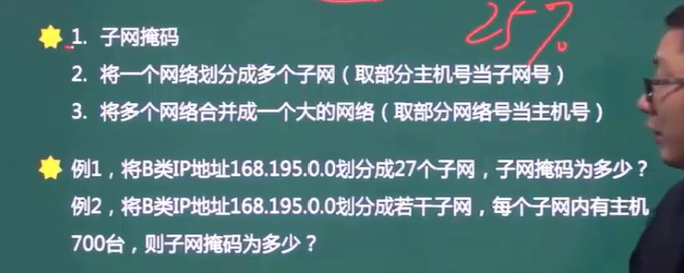 25%
1. 子网掩码
2. 将一个网络划分成多个子网（取部分主机号当子网号）
3. 将多个网络合并成一个大的网络（取部分网络号当主机号）
例1，将B类IP地址168.195.0.0划分成27个子网，子网掩码为多少？
例2，将B类IP地址168.195.0.0划分成若干子网，每个子网内有主机
700台，则子网掩码为多少？